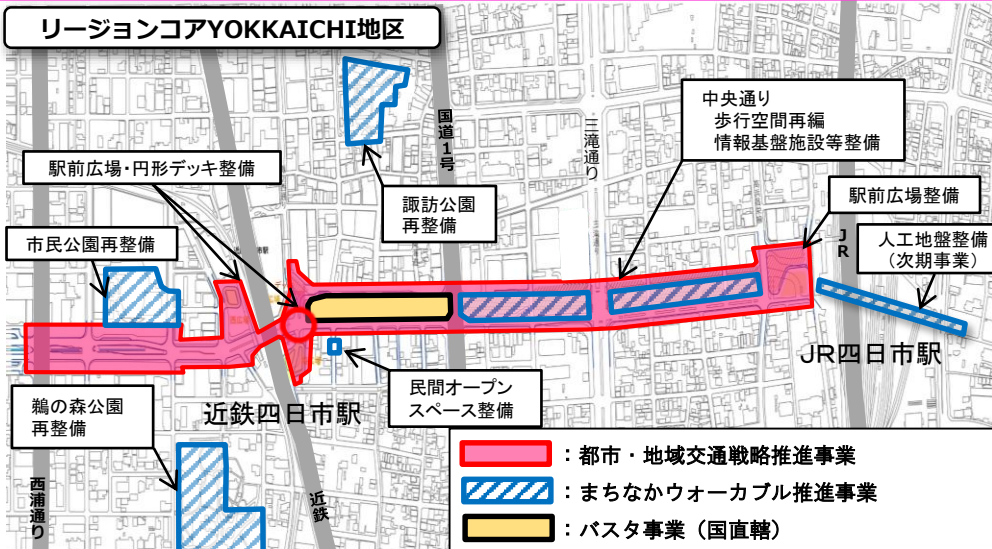 リージョンコアYOKKAICHI地区
駅前広場・円形デッキ整備
市民公園再整備
諏訪公園
再整備
国道1号
三滝通り
中央通り
歩行空間再編
情報基盤施設等整備
駅前広場整備
JR
人工地盤整備
(次期事業)
JR四日市駅
民間オープン
スペース整備
近鉄四日市駅
鵜の森公園
再整備
西浦通り
近鉄
:都市・地域交通戦略推進事業
:まちなかウォーカブル推進事業
:バスタ事業(国直轄)